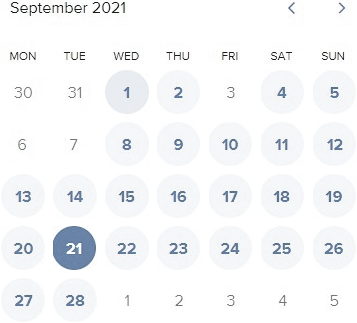 September 2021
MON TUE WED THU FRI SAT SUN
30 31 1 2 3 4 5
6 7 8 9 10 11 12
13 14 15 16 17 18 19
20 21 22 23 24 25 26
27 28 1 2 3 4 5